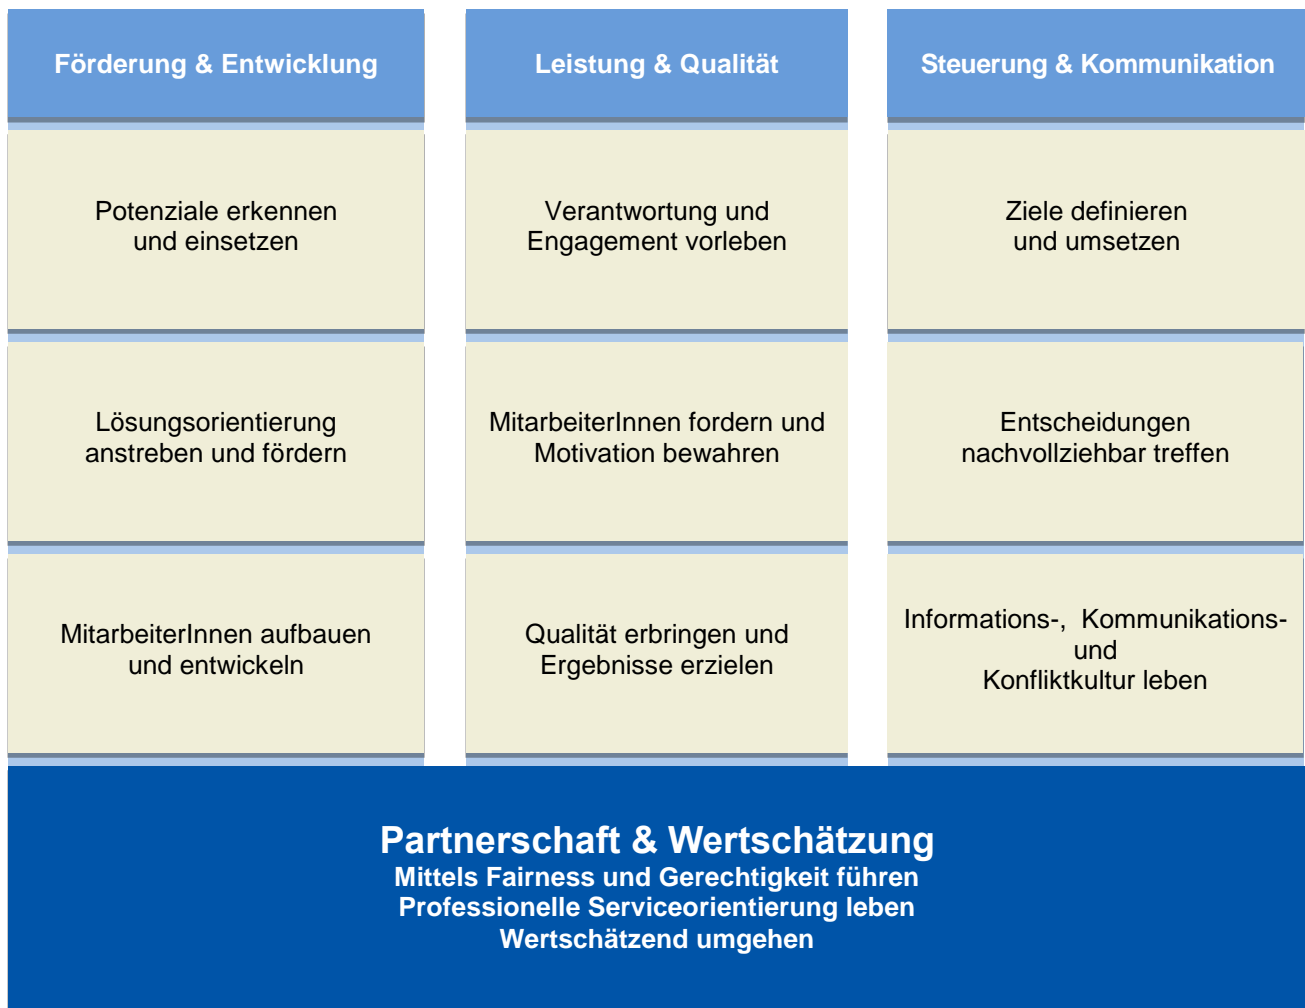 Förderung & Entwicklung
Potenziale erkennen
und einsetzen
Lösungsorientierung
anstreben und fördern
MitarbeiterInnen aufbauen
und entwickeln
Leistung & Qualität
Verantwortung und
Engagement vorleben
MitarbeiterInnen fordern und
Motivation bewahren
Qualität erbringen und
Ergebnisse erzielen
Steuerung & Kommunikation
Ziele definieren
und umsetzen
Entscheidungen
nachvollziehbar treffen
Informations-, Kommunikations-
und
Konfliktkultur leben
Partnerschaft & Wertschätzung
Mittels Fairness und Gerechtigkeit führen
Professionelle Serviceorientierung leben
Wertschätzend umgehen